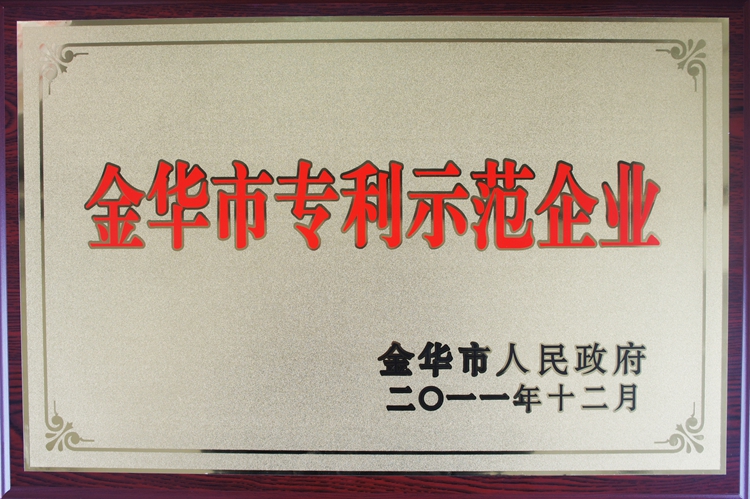 金华市专利示范企业
金华市人民政府
二〇一一年十二月